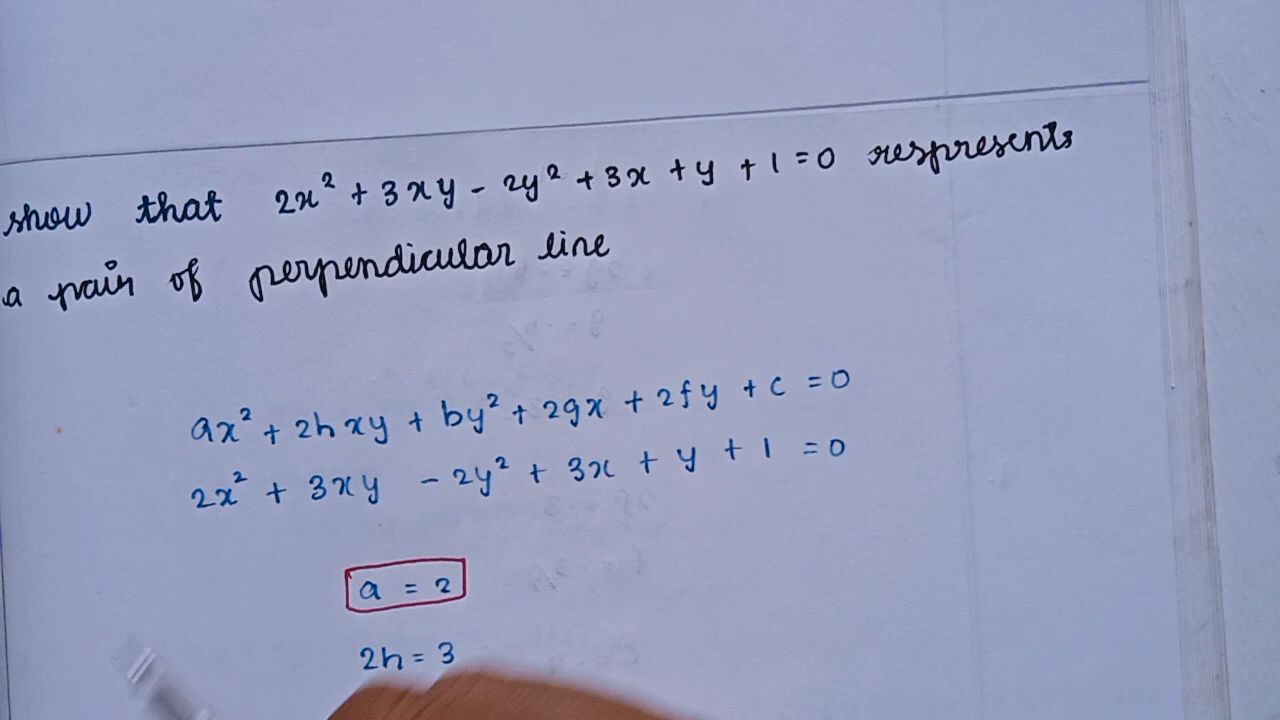 show that 2x² + 3xy - 2y² + 3x + y + 1 = 0 respresents
a pair of perpendicular line
ax² + 2hxy + by² + 2gx + 2fy + c = 0
2x² + 3xy - 2y² + 3x + y + 1 = 0
a = 2
2h = 3